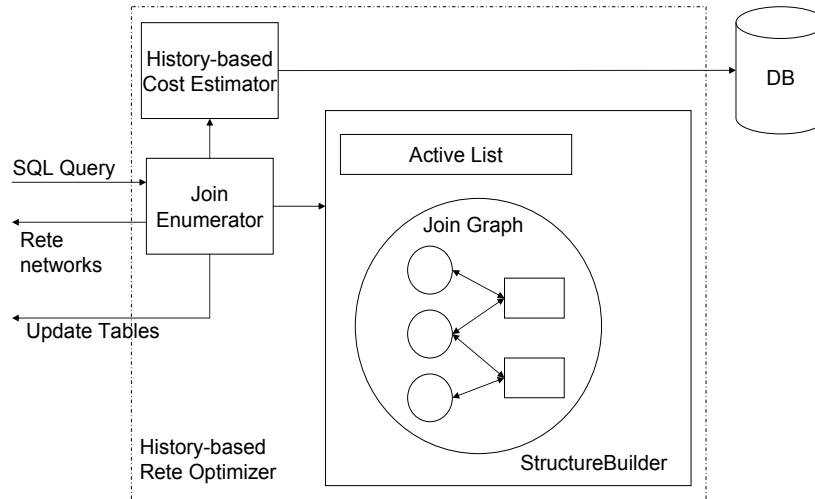 History-based
Cost Estimator
DB
Active List
SQL Query
Join
Enumerator
Join Graph
Rete
networks
Update Tables
History-based
Rete Optimizer
StructureBuilder